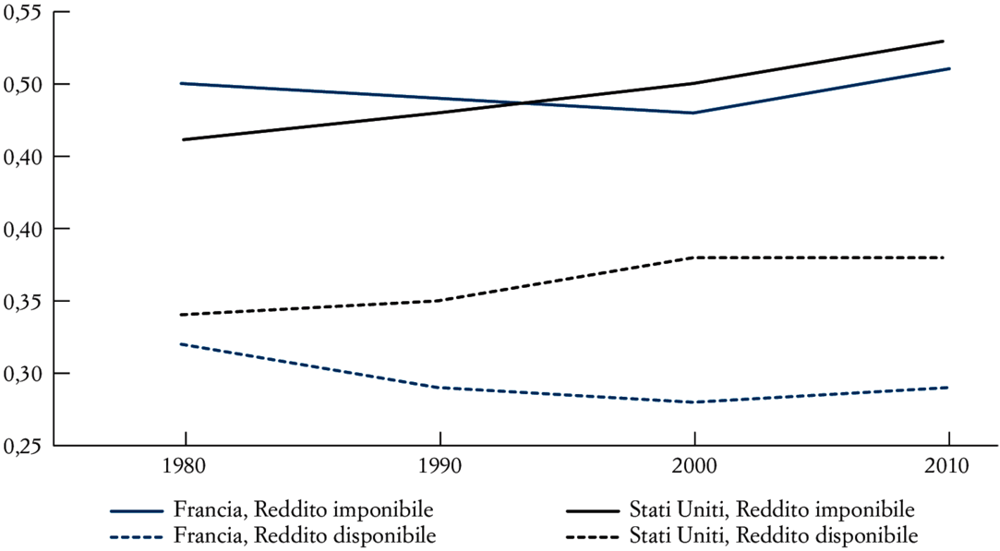 0,55
0,50
0,40
0,40
0,35
0,30
0,25
1980 1990 2000 2010
Francia, Reddito imponibile Stati Uniti, Reddito imponibile
Francia, Reddito disponibile Stati Uniti, Reddito disponibile